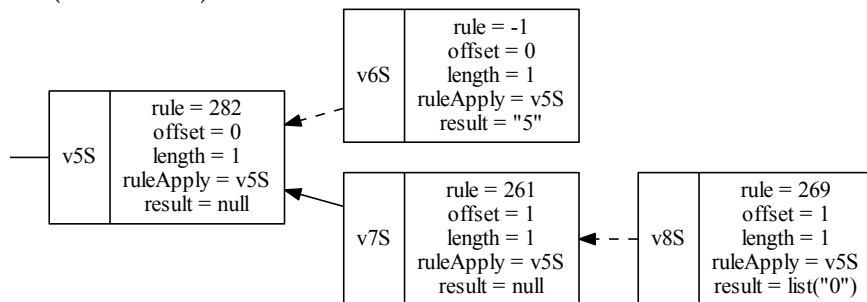 v6S
rule = -1
offset = 0
length = 1
ruleApply = v5S
result = "5"
v5S
rule = 282
offset = 0
length = 1
ruleApply = v5S
result = null
v7S
rule = 261
offset = 1
length = 1
ruleApply = v5S
result = null
v8S
rule = 269
offset = 1
length = 1
ruleApply = v5S
result = list("0")